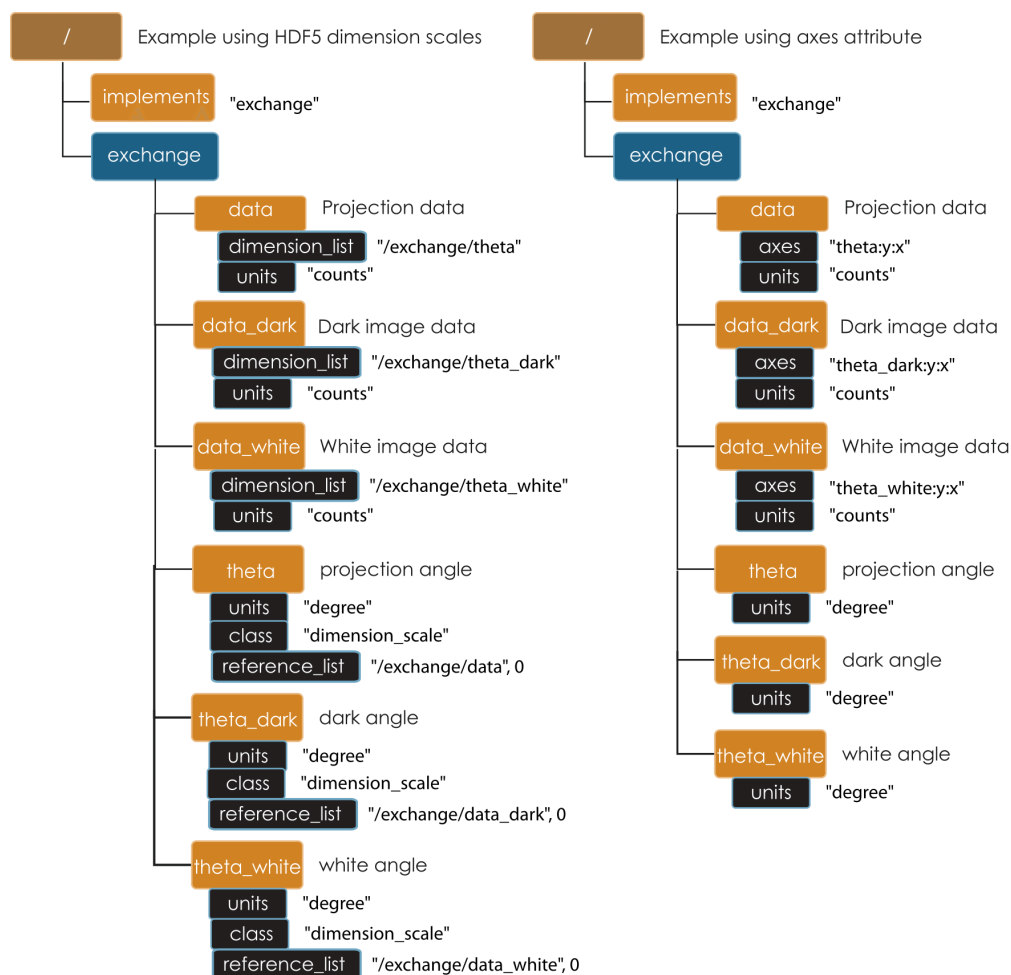 / Example using HDF5 dimension scales
implements "exchange"
exchange
data Projection data
dimension_list "/exchange/theta"
units "counts"
data_dark Dark image data
dimension_list "/exchange/theta_dark"
units "counts"
data_white White image data
dimension_list "/exchange/theta_white"
units "counts"
theta projection angle
units "degree"
class "dimension_scale"
reference_list "/exchange/data", 0
theta_dark dark angle
units "degree"
class "dimension_scale"
reference_list "/exchange/data_dark", 0
theta_white white angle
units "degree"
class "dimension_scale"
reference_list "/exchange/data_white", 0
/ Example using axes attribute
implements "exchange"
exchange
data Projection data
axes "theta:y:x"
units "counts"
data_dark Dark image data
axes "theta_dark:y:x"
units "counts"
data_white White image data
axes "theta_white:y:x"
units "counts"
theta projection angle
units "degree"
theta_dark dark angle
units "degree"
theta_white white angle
units "degree"